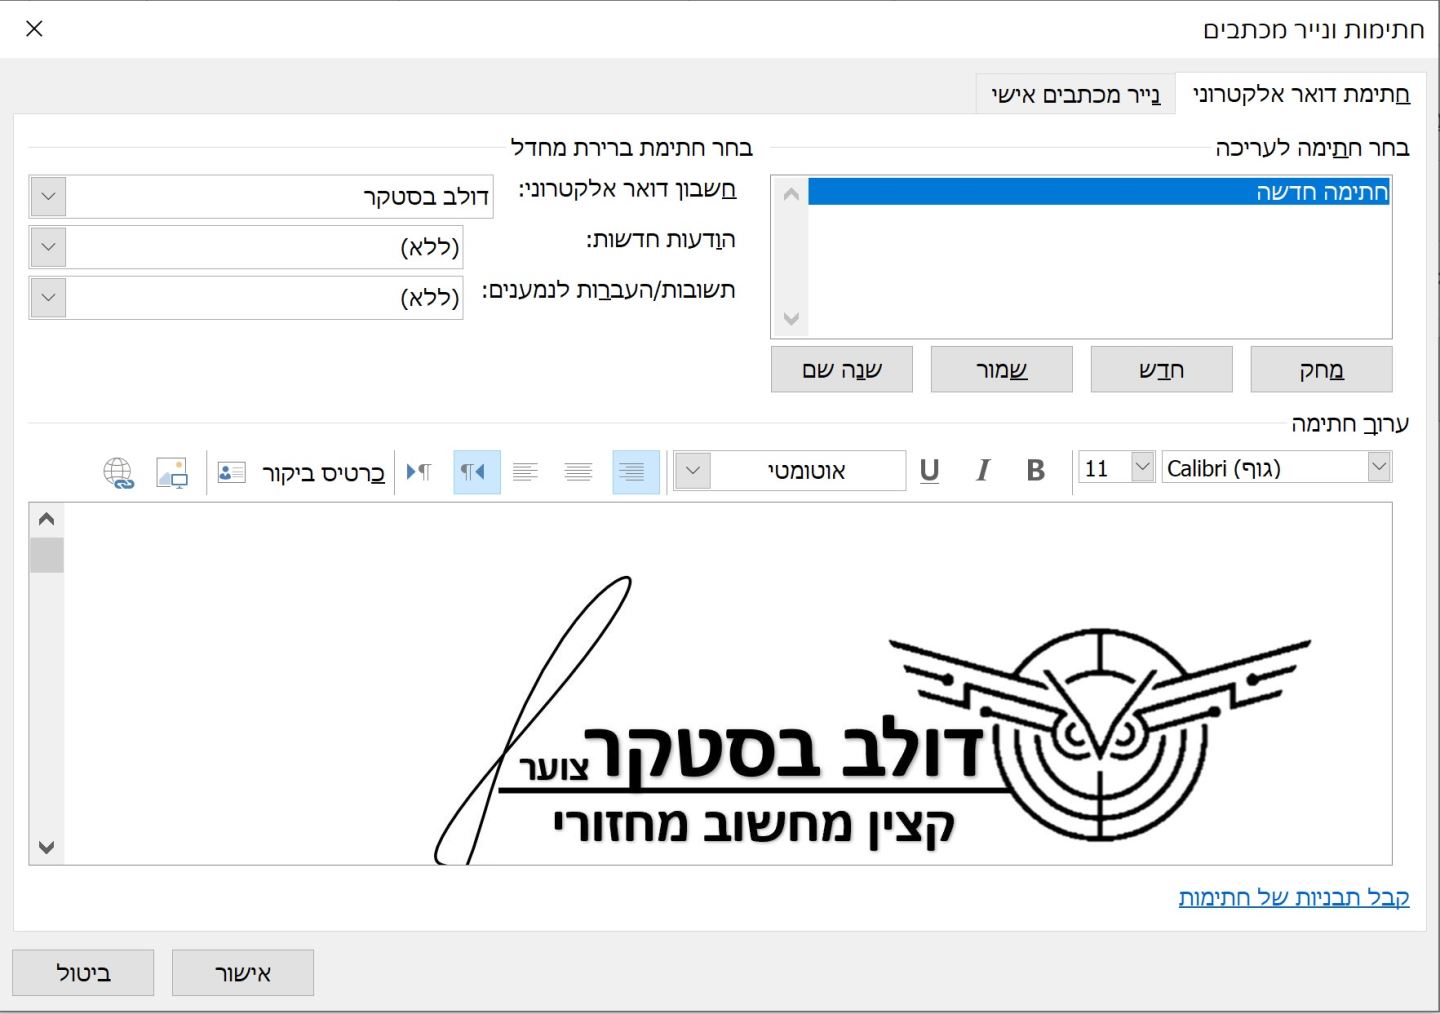 חתימות ונייר מכתבים
חתימת דואר אלקטרוני
נייר מכתבים אישי
בחר חתימה לעריכה
חתימה חדשה
מחק
חדש
שמור
שנה שם
בחר חתימת ברירת מחדל
חשבון דואר אלקטרוני: דולב בסטקר
הודעות חדשות: (ללא)
תשובות/העברות לנמענים: (ללא)
ערוך חתימה
Calibri (גוף) 11 B I U אוטומטי כרטיס ביקור
דולב בסטקר צוער
קצין מחשוב מחזורי
קבל תבניות של חתימות
אישור
ביטול